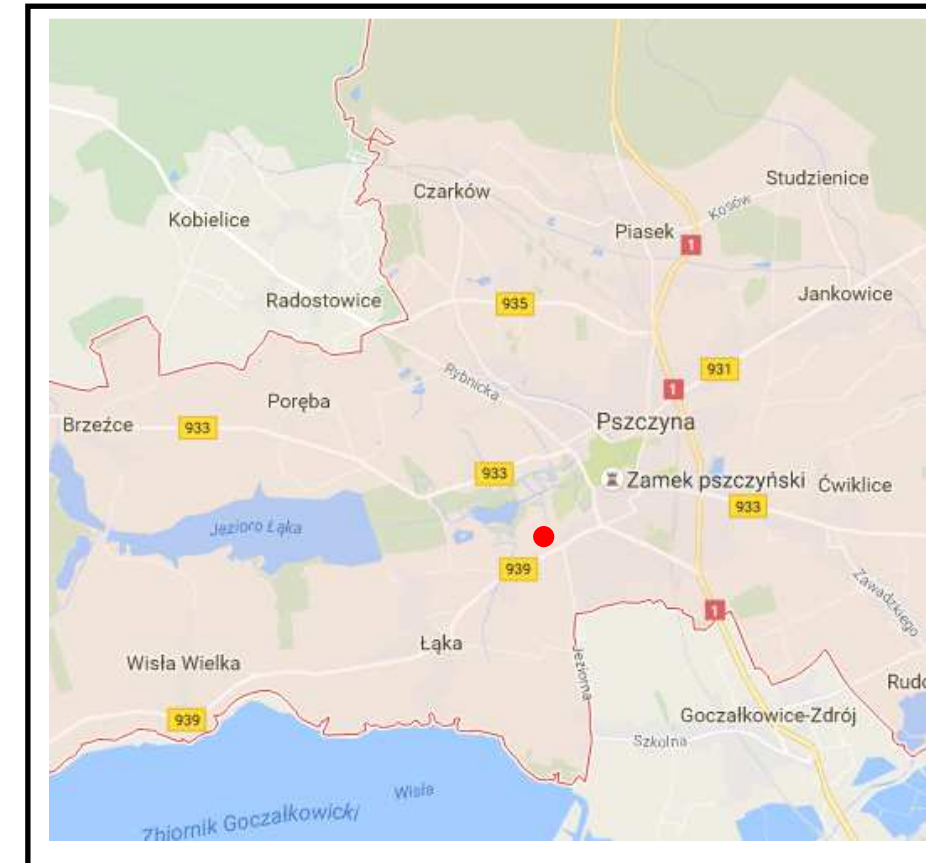 Studzienice
Czarków
Kosów
Kobielice
Piasek
1
Jankowice
Radostowice
935
931
Rybnicka
1
Poręba
Pszczyna
Brzeźce
933
933
Zamek pszczyński
Ćwiklice
933
Jezioro Łąka
939
Zawadzkiego
1
Łąka
Wisła Wielka
Jeziorna
939
Goczałkowice-Zdrój
Szkolna
Wisła
Zbiornik Goczałkowicki